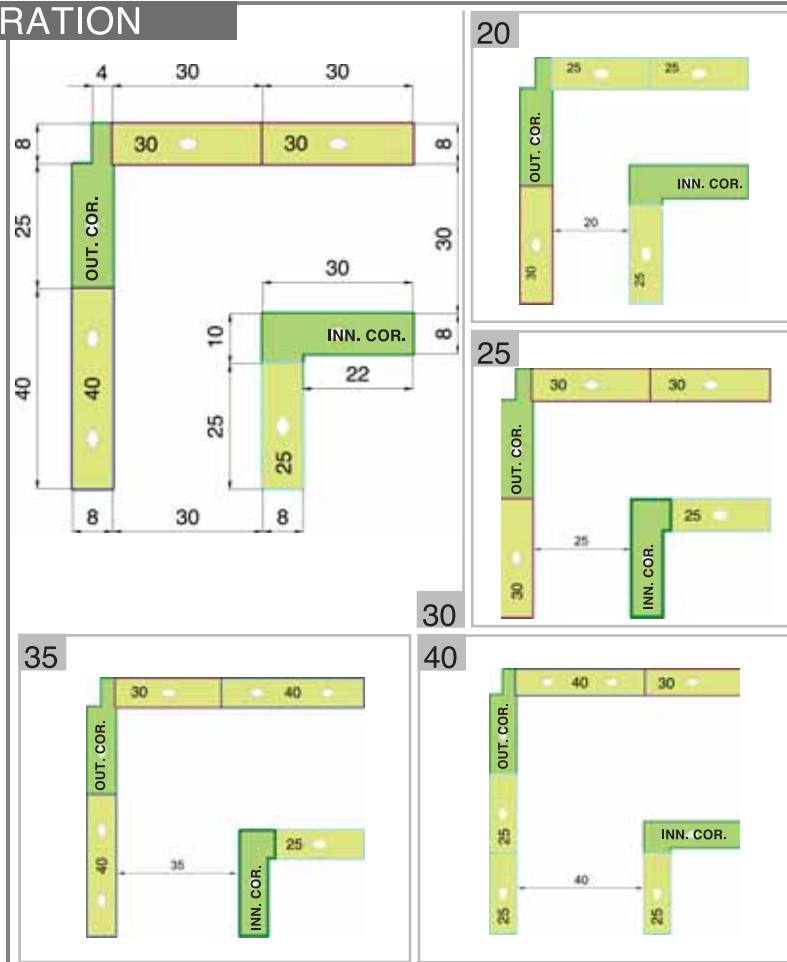 RATION
4 30 30
8 30 30 8
25 OUT. COR. 30
30
10 INN. COR. 8
22
40 40 25 25
8 30 8
30
20
25 25
OUT. COR.
INN. COR.
20
30 25
25
30 30
OUT. COR.
25
25
30 INN. COR.
35
30 40
OUT. COR.
25
35
40 INN. COR.
40
40 30
OUT. COR.
INN. COR.
25
40
25 25